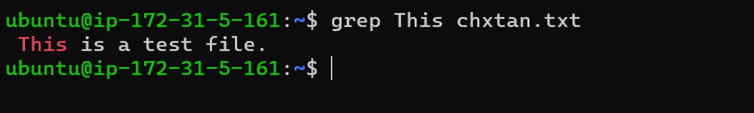 ubuntu@ip-172-31-5-161:~$ grep This chxtan.txt
 This is a test file.
ubuntu@ip-172-31-5-161:~$